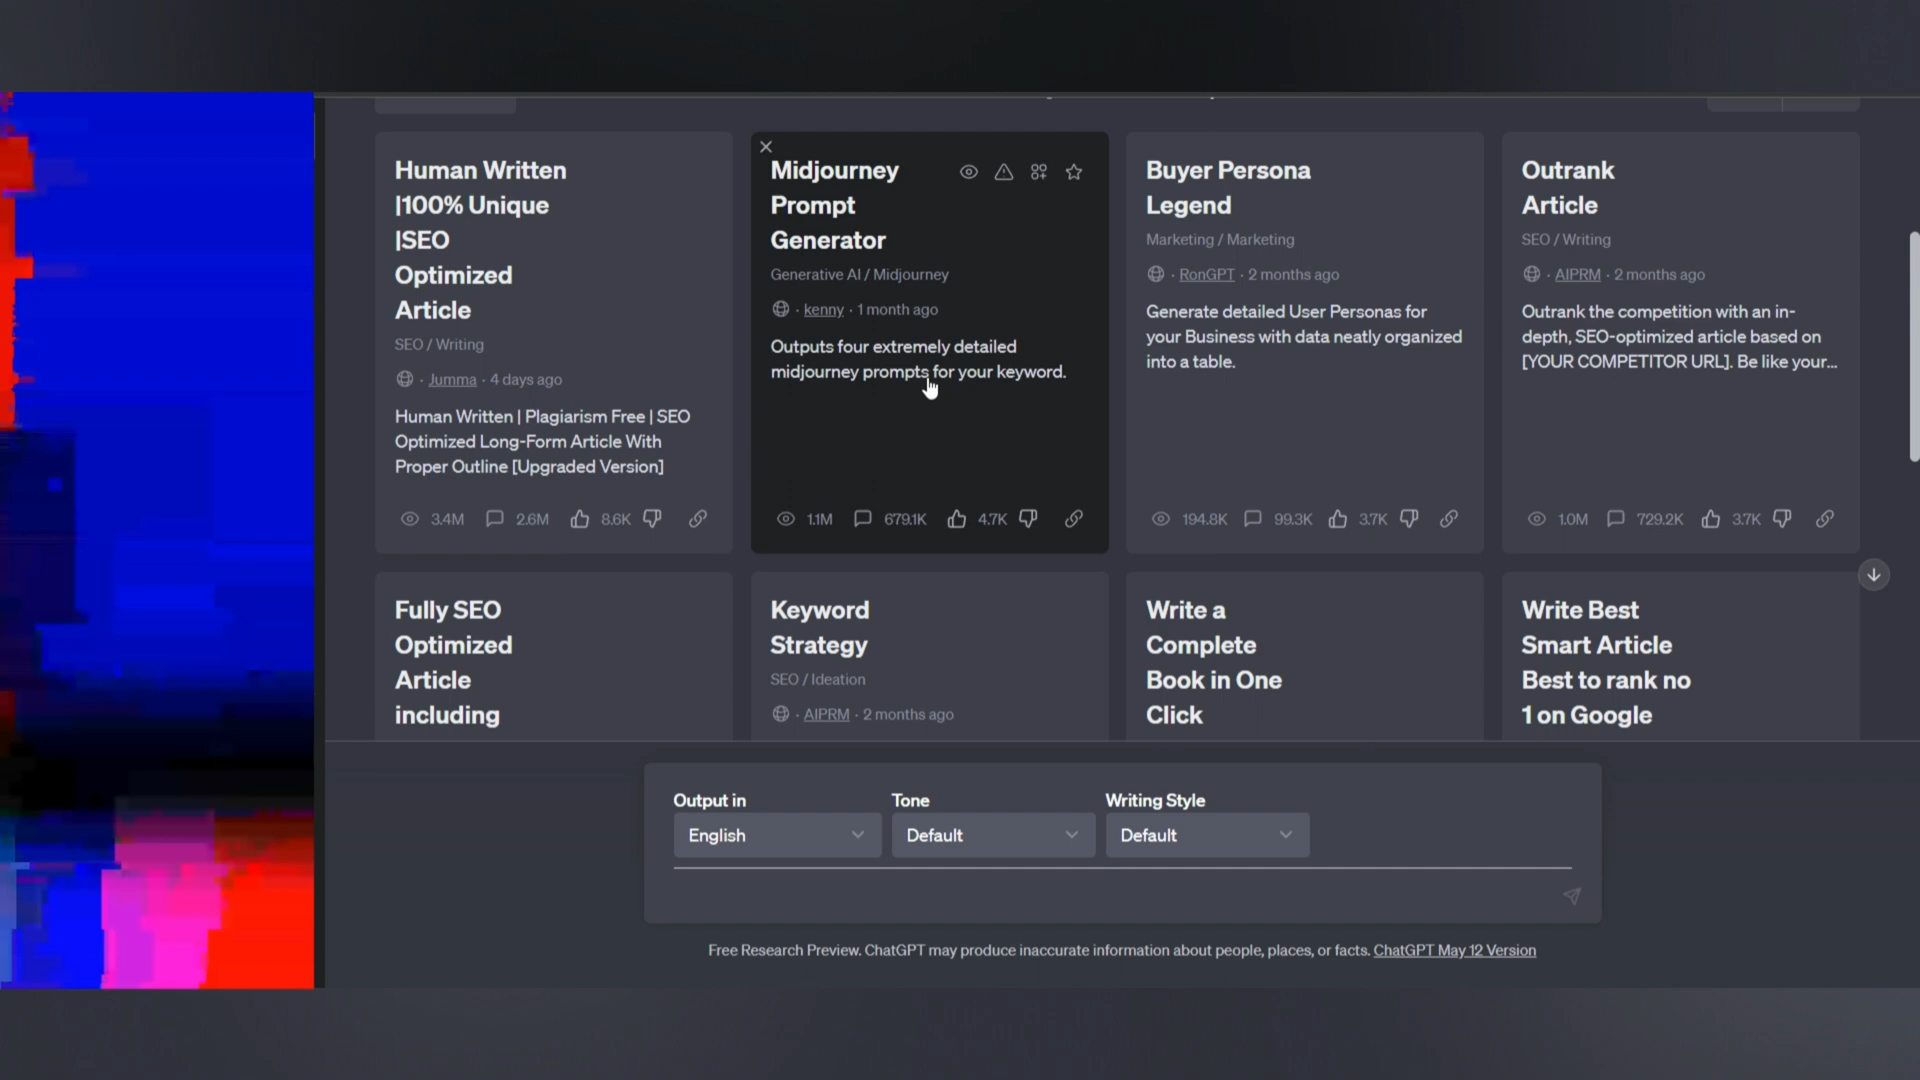 Human Written
|100% Unique
|SEO
Optimized
Article
SEO / Writing
· Jumma · 4 days ago
Human Written | Plagiarism Free | SEO
Optimized Long-Form Article With
Proper Outline [Upgraded Version]
3.4M 2.6M 8.6K
Midjourney
Prompt
Generator
Generative AI / Midjourney
· kenny · 1 month ago
Outputs four extremely detailed
midjourney prompts for your keyword.
1.1M 679.1K 4.7K
Buyer Persona
Legend
Marketing / Marketing
· RonGPT · 2 months ago
Generate detailed User Personas for
your Business with data neatly organized
into a table.
194.8K 99.3K 3.7K
Outrank
Article
SEO / Writing
· AIPRM · 2 months ago
Outrank the competition with an in-
depth, SEO-optimized article based on
[YOUR COMPETITOR URL]. Be like your...
1.0M 729.2K 3.7K
Fully SEO
Optimized
Article
including
Keyword
Strategy
SEO / Ideation
· AIPRM · 2 months ago
Write a
Complete
Book in One
Click
Write Best
Smart Article
Best to rank no
1 on Google
Output in
English
Tone
Default
Writing Style
Default
Free Research Preview. ChatGPT may produce inaccurate information about people, places, or facts. ChatGPT May 12 Version